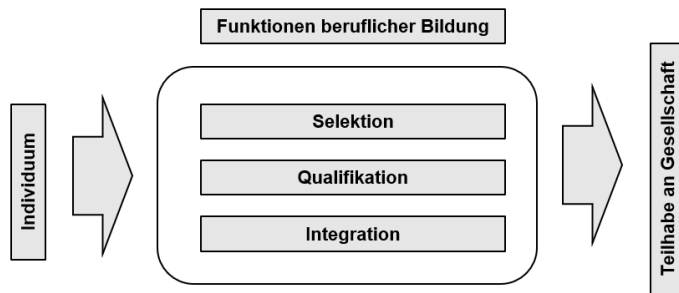 Funktionen beruflicher Bildung
Individuum
Selektion
Qualifikation
Integration
Teilhabe an Gesellschaft